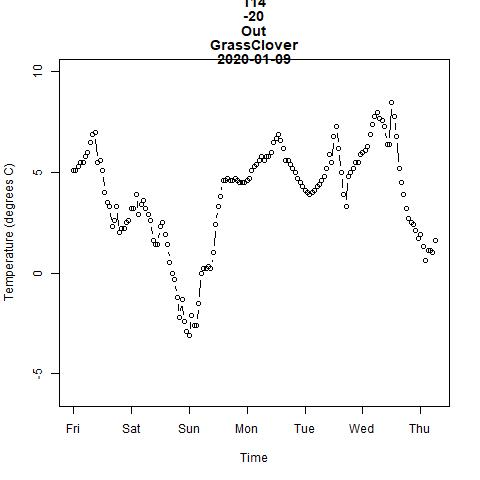 114
-20
Out
GrassClover
2020-01-09
10
5
0
-5
Temperature (degrees C)
Fri Sat Sun Mon Tue Wed Thu
Time